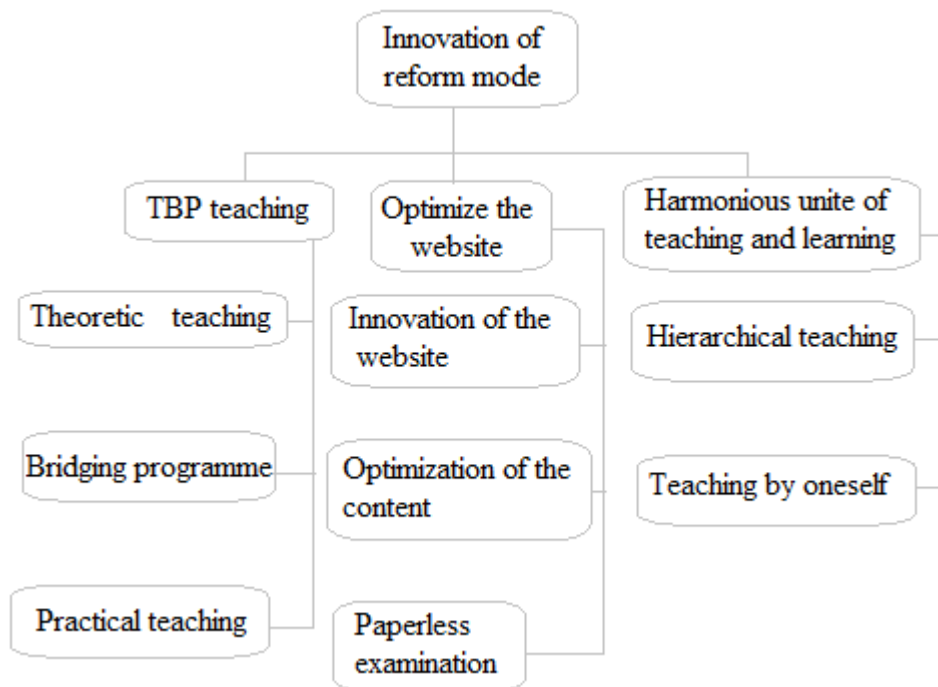 Innovation of
reform mode
TBP teaching
Optimize the
website
Harmonious unite of
teaching and learning
Theoretic teaching
Innovation of the
website
Hierarchical teaching
Bridging programme
Optimization of the
content
Teaching by oneself
Practical teaching
Paperless
examination